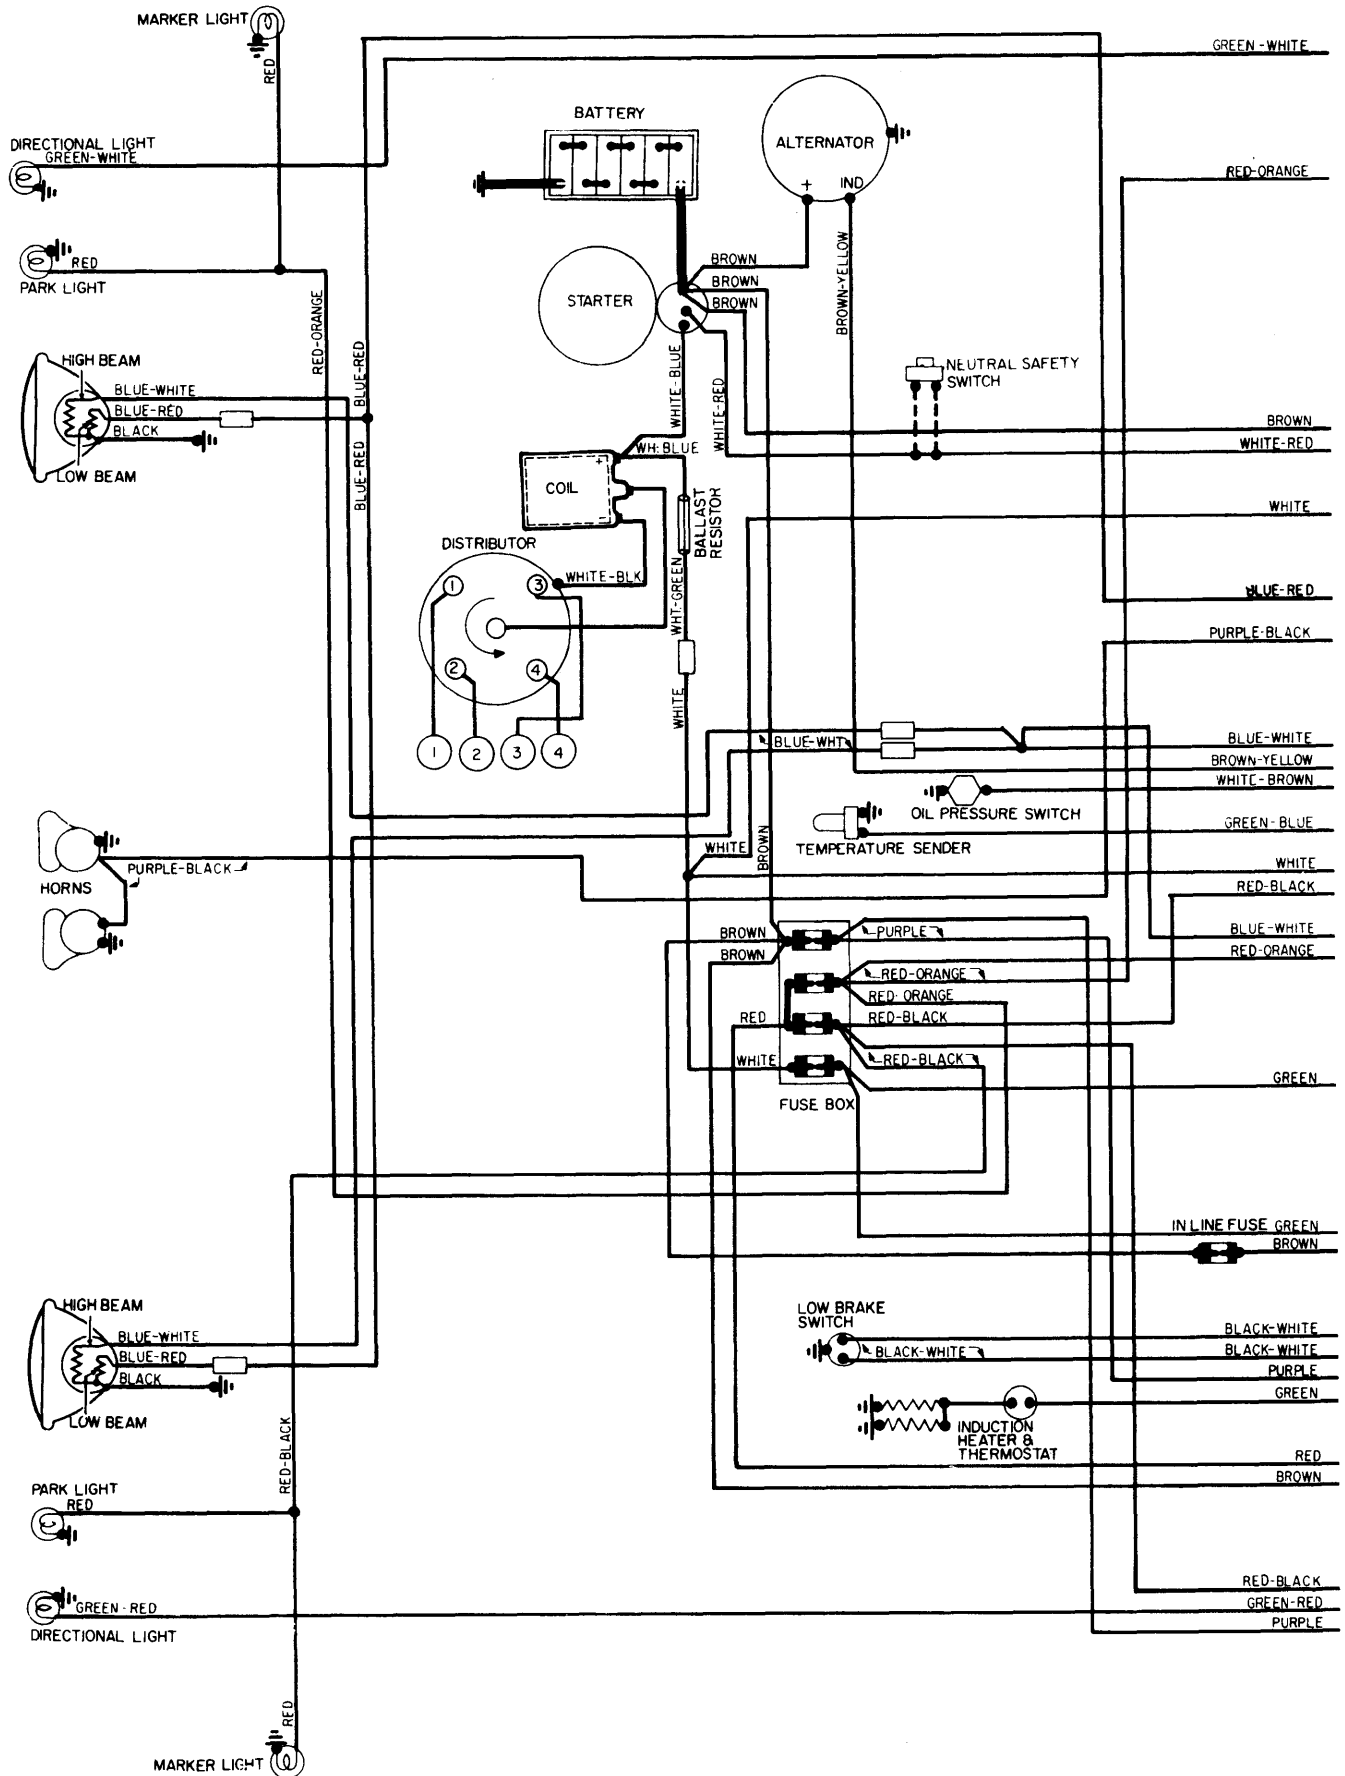 MARKER LIGHT
GREEN-WHITE
RED
BATTERY
DIRECTIONAL LIGHT
GREEN-WHITE
ALTERNATOR
RED-ORANGE
+ IND
RED
PARK LIGHT
BROWN
BROWN
BROWN
STARTER
BROWN-YELLOW
RED-ORANGE
BLUE-RED
WHITE-BLUE
WHITE-RED
HIGH BEAM
NEUTRAL SAFETY
SWITCH
BLUE-WHITE
BLUE-RED
BLACK
LOW BEAM
BLUE-RED
BROWN
WHITE-RED
WH:BLUE
COIL
+
-
BALLAST
RESISTOR
WHITE
DISTRIBUTOR
WHITE-BLK
WHT.-GREEN
1
3
2
4
BLUE-RED
PURPLE-BLACK
WHITE
1
2
3
4
BLUE-WHT
BLUE-WHITE
BROWN-YELLOW
WHITE-BROWN
OIL PRESSURE SWITCH
GREEN-BLUE
TEMPERATURE SENDER
WHITE
BROWN
WHITE
PURPLE-BLACK
HORNS
RED-BLACK
BROWN
PURPLE
BLUE-WHITE
BROWN
RED-ORANGE
RED-ORANGE
RED-ORANGE
RED
RED-BLACK
WHITE
RED-BLACK
GREEN
FUSE BOX
IN LINE FUSE GREEN
BROWN
HIGH BEAM
LOW BRAKE
SWITCH
BLUE-WHITE
BLUE-RED
BLACK
LOW BEAM
BLACK-WHITE
BLACK-WHITE
BLACK-WHITE
PURPLE
GREEN
INDUCTION
HEATER &
THERMOSTAT
RED-BLACK
RED
BROWN
PARK LIGHT
RED
RED-BLACK
GREEN-RED
GREEN-RED
PURPLE
DIRECTIONAL LIGHT
RED
MARKER LIGHT